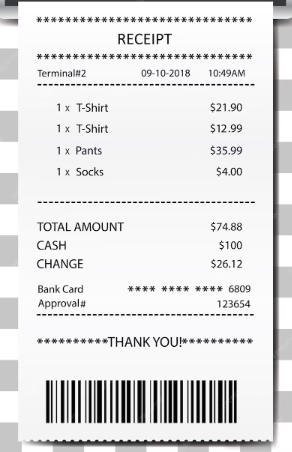 ******************************
RECEIPT
******************************
Terminal#2 09-10-2018 10:49AM
1 x T-Shirt $21.90
1 x T-Shirt $12.99
1 x Pants $35.99
1 x Socks $4.00
TOTAL AMOUNT $74.88
CASH $100
CHANGE $26.12
Bank Card **** **** **** 6809
Approval# 123654
**********THANK YOU!**********